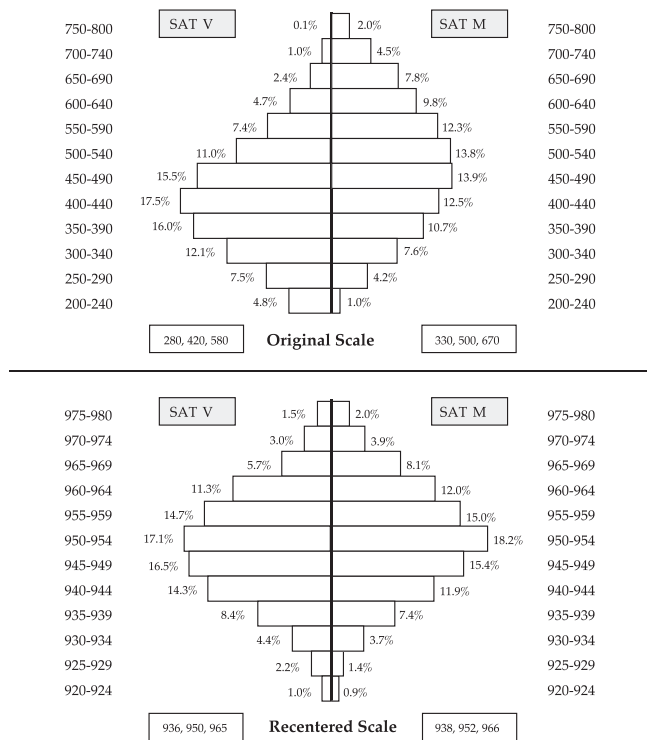 SAT V SAT M
750-800 0.1% 2.0% 750-800
700-740 1.0% 4.5% 700-740
650-690 2.4% 7.8% 650-690
600-640 4.7% 9.8% 600-640
550-590 7.4% 12.3% 550-590
500-540 11.0% 13.8% 500-540
450-490 15.5% 13.9% 450-490
400-440 17.5% 12.5% 400-440
350-390 16.0% 10.7% 350-390
300-340 12.1% 7.6% 300-340
250-290 7.5% 4.2% 250-290
200-240 4.8% 1.0% 200-240
280, 420, 580 Original Scale 330, 500, 670
SAT V SAT M
975-980 1.5% 2.0% 975-980
970-974 3.0% 3.9% 970-974
965-969 5.7% 8.1% 965-969
960-964 11.3% 12.0% 960-964
955-959 14.7% 15.0% 955-959
950-954 17.1% 18.2% 950-954
945-949 16.5% 15.4% 945-949
940-944 14.3% 11.9% 940-944
935-939 8.4% 7.4% 935-939
930-934 4.4% 3.7% 930-934
925-929 2.2% 1.4% 925-929
920-924 1.0% 0.9% 920-924
936, 950, 965 Recentered Scale 938, 952, 966